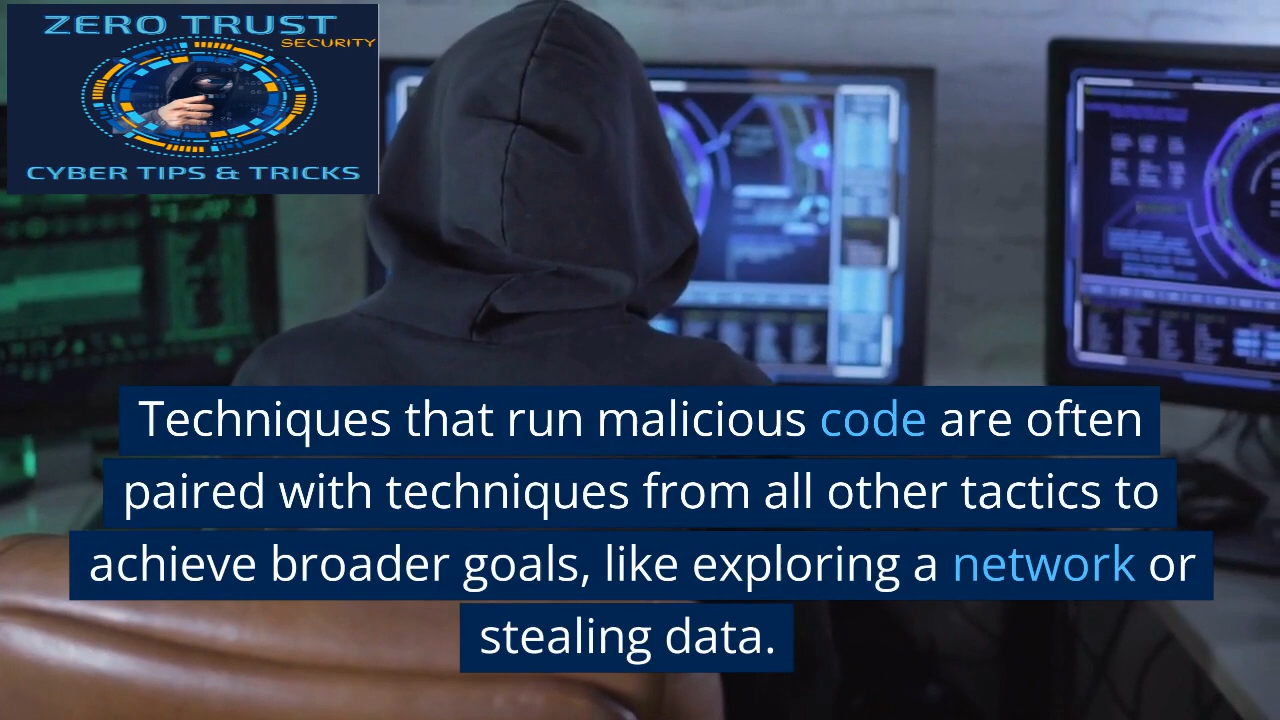 ZERO TRUST
SECURITY
CYBER TIPS & TRICKS
Techniques that run malicious code are often
paired with techniques from all other tactics to
achieve broader goals, like exploring a network or
stealing data.